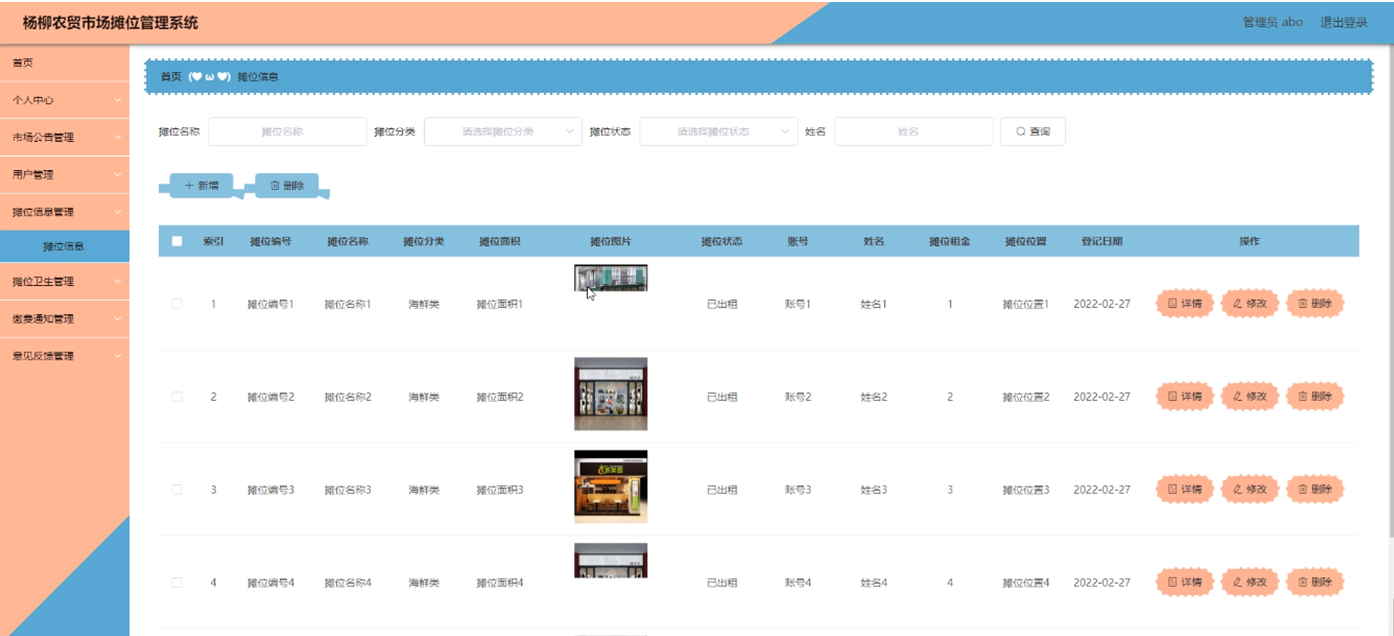 杨柳农贸市场摊位管理系统 管理员 abo 退出登录
首页
个人中心
市场公告管理
用户管理
摊位信息管理
摊位信息
摊位卫生管理
缴费通知管理
意见反馈管理
首页 (♥ω♥) 摊位信息
摊位名称 摊位名称 摊位分类 请选择摊位分类 摊位状态 请选择摊位状态 姓名 姓名 查询
新增 删除
索引 摊位编号 摊位名称 摊位分类 摊位面积 摊位图片 摊位状态 账号 姓名 摊位租金 摊位位置 登记日期 操作
1 摊位编号1 摊位名称1 海鲜类 摊位面积1 已出租 账号1 姓名1 1 摊位位置1 2022-02-27 详情 修改 删除
2 摊位编号2 摊位名称2 海鲜类 摊位面积2 已出租 账号2 姓名2 2 摊位位置2 2022-02-27 详情 修改 删除
3 摊位编号3 摊位名称3 海鲜类 摊位面积3 已出租 账号3 姓名3 3 摊位位置3 2022-02-27 详情 修改 删除
4 摊位编号4 摊位名称4 海鲜类 摊位面积4 已出租 账号4 姓名4 4 摊位位置4 2022-02-27 详情 修改 删除